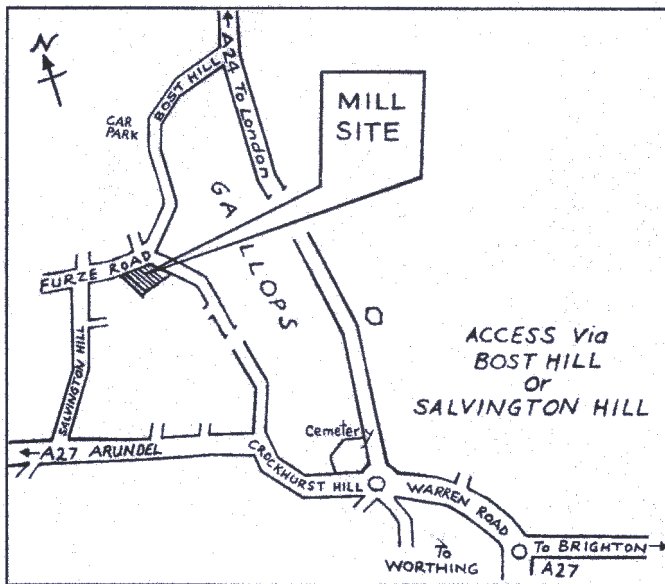 N
A24 To London
BOST HILL
CAR
PARK
MILL
SITE
GALLOPS
FURZE ROAD
SALVINGTON HILL
ACCESS Via
BOST HILL
or
SALVINGTON HILL
Cemetery
A27 ARUNDEL
CROCKHURST HILL
WARREN ROAD
To
WORTHING
To BRIGHTON
A27